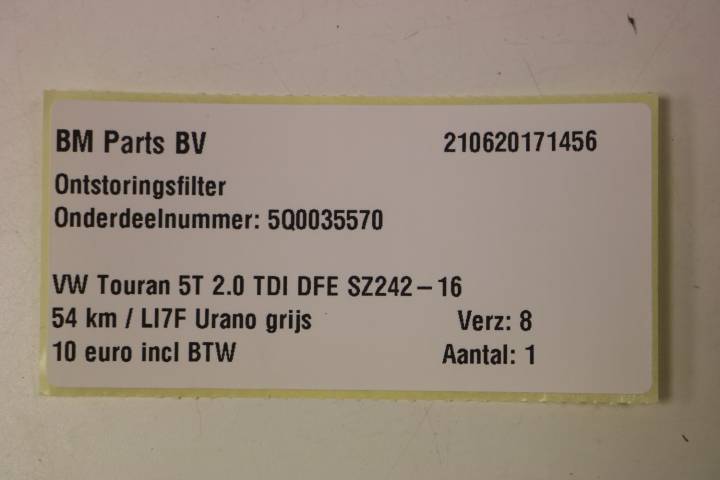 BM Parts BV 210620171456
Ontstoringsfilter
Onderdeelnummer: 5Q0035570
VW Touran 5T 2.0 TDI DFE SZ242-16
54 km / LI7F Urano grijs Verz: 8
10 euro incl BTW Aantal: 1